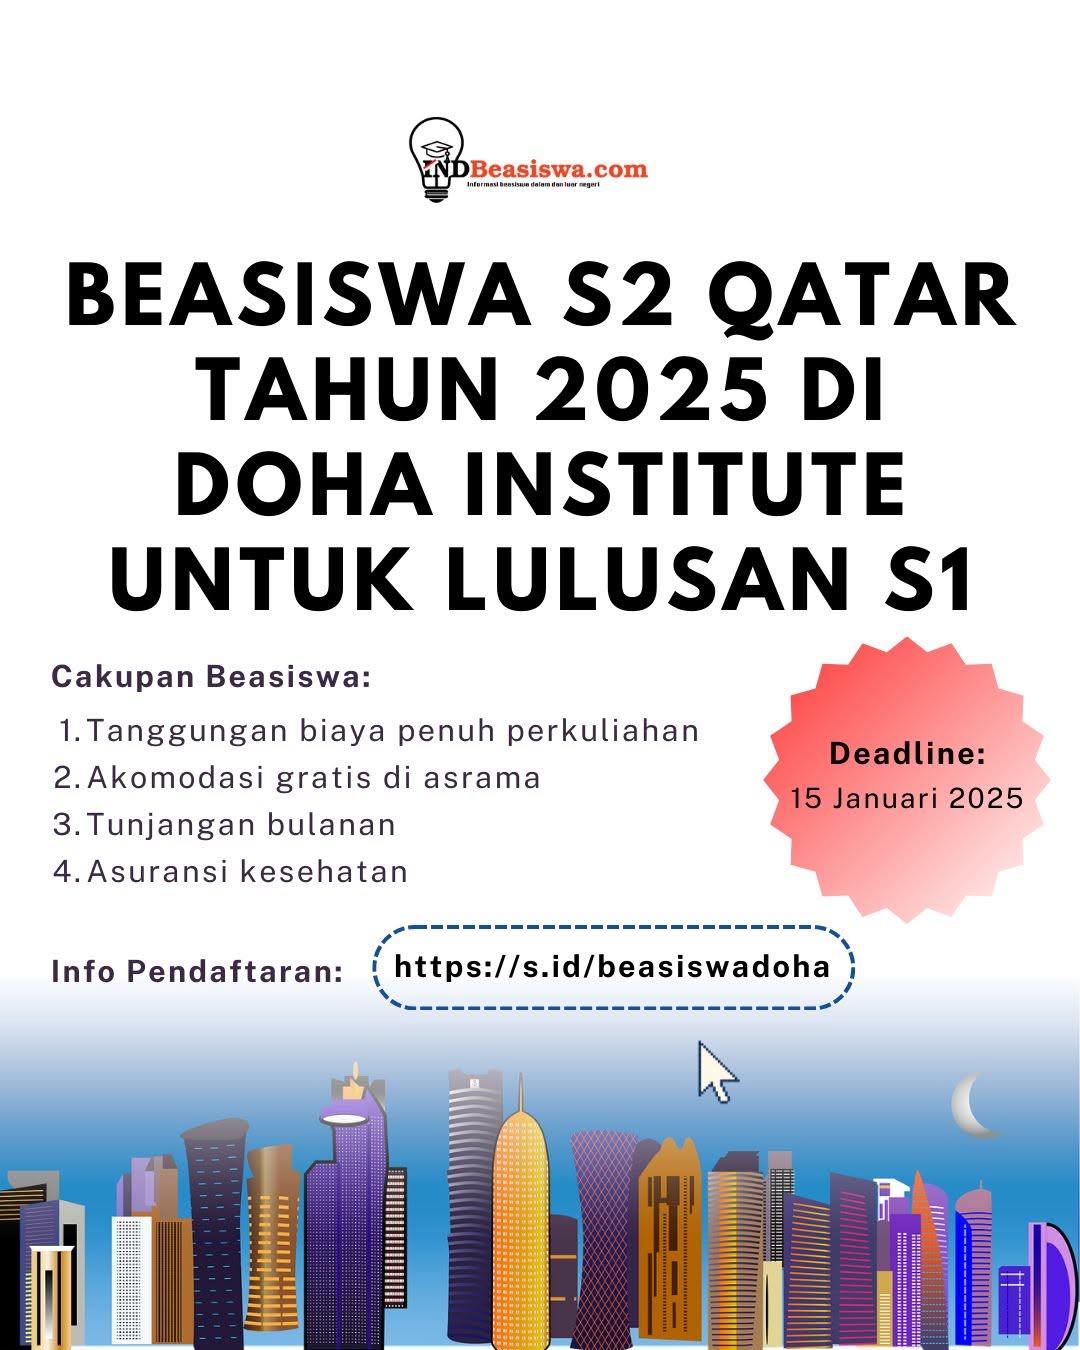 INDBeasiswa.com
Informasi beasiswa dalam dan luar negeri
BEASISWA S2 QATAR
TAHUN 2025 DI
DOHA INSTITUTE
UNTUK LULUSAN S1
Cakupan Beasiswa:
1. Tanggungan biaya penuh perkuliahan
2. Akomodasi gratis di asrama
3. Tunjangan bulanan
4. Asuransi kesehatan
Deadline:
15 Januari 2025
Info Pendaftaran: https://s.id/beasiswadoha